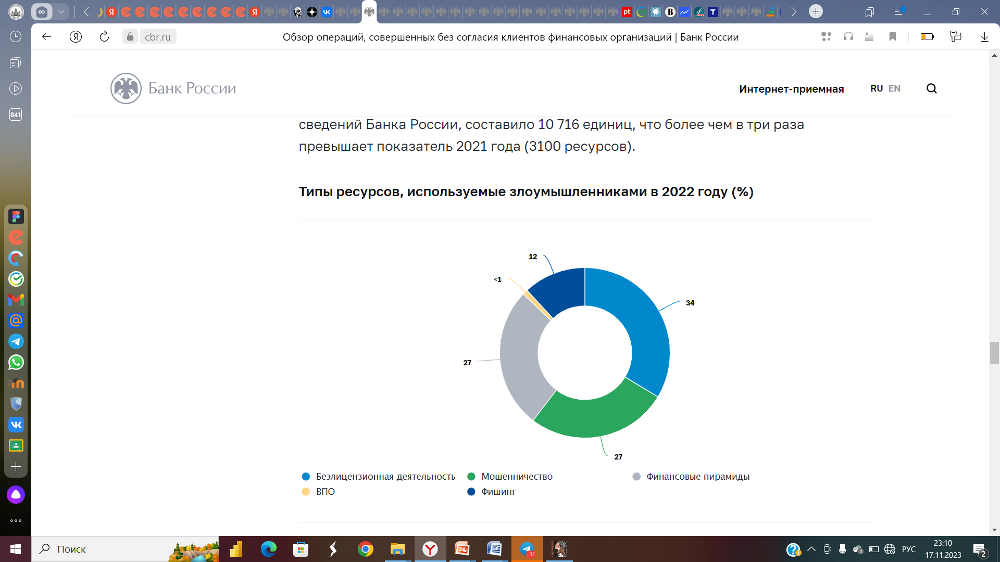 cbr.ru
Обзор операций, совершенных без согласия клиентов финансовых организаций | Банк России
841
Банк России
Интернет-приемная
RU EN
сведений Банка России, составило 10 716 единиц, что более чем в три раза
превышает показатель 2021 года (3100 ресурсов).
Типы ресурсов, используемые злоумышленниками в 2022 году (%)
12
<1
34
27
27
Безлицензионная деятельность
Мошенничество
Финансовые пирамиды
ВПО
Фишинг
Поиск
31
РУС
23:10
17.11.2023
2